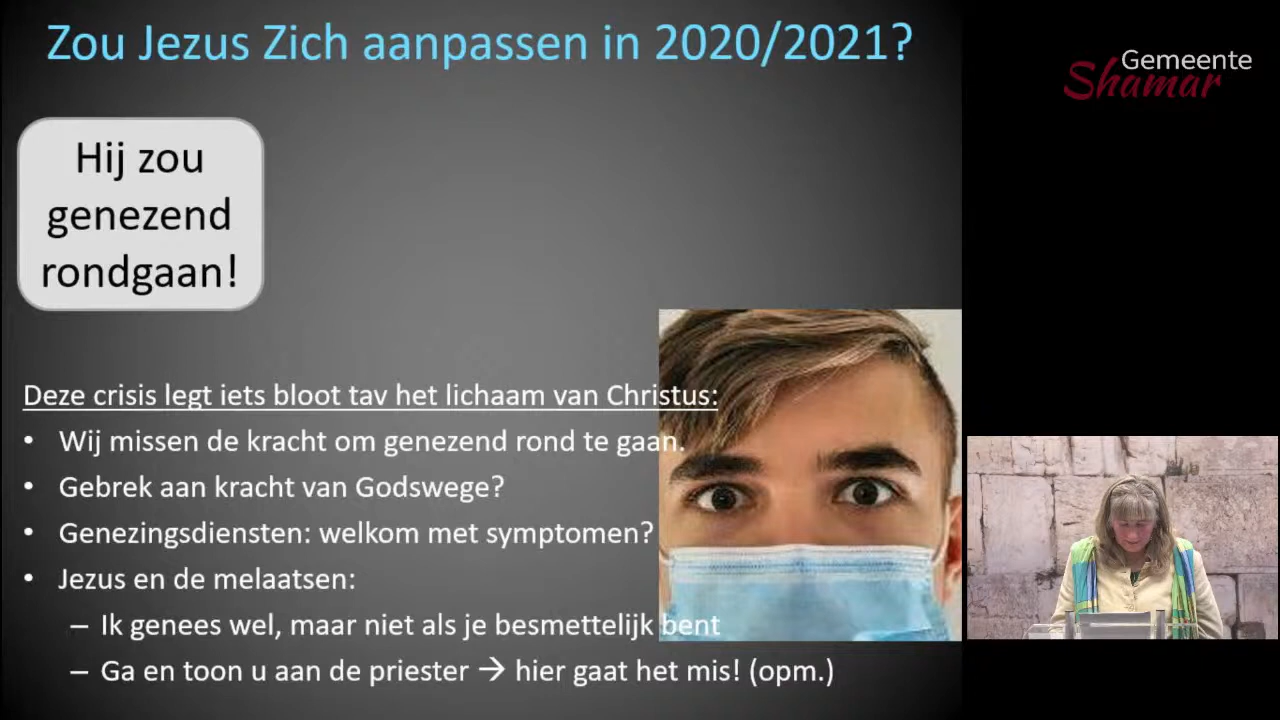 Zou Jezus Zich aanpassen in 2020/2021?
Gemeente
Shamar
Hij zou
genezend
rondgaan!
Deze crisis legt iets bloot tav het lichaam van Christus:
• Wij missen de kracht om genezend rond te gaan.
• Gebrek aan kracht van Godswege?
• Genezingsdiensten: welkom met symptomen?
• Jezus en de melaatsen:
– Ik genees wel, maar niet als je besmettelijk bent
– Ga en toon u aan de priester → hier gaat het mis! (opm.)